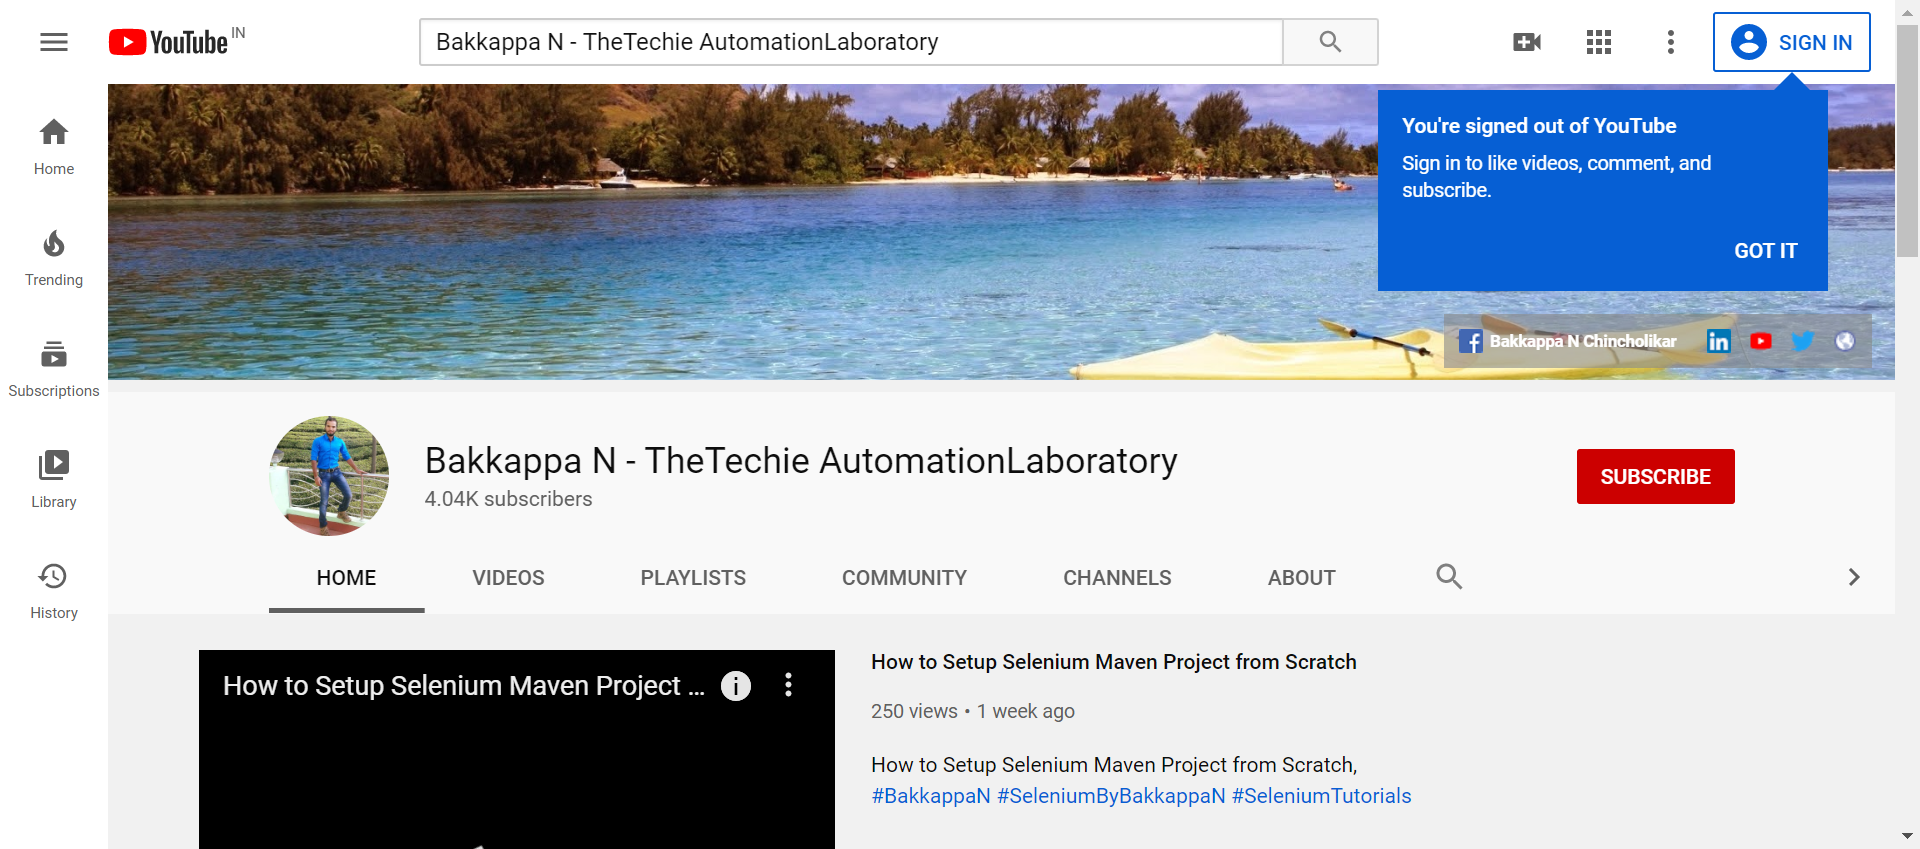 YouTube IN
Bakkappa N - TheTechie AutomationLaboratory
SIGN IN
You're signed out of YouTube
Sign in to like videos, comment, and
subscribe.
GOT IT
Home
Trending
Subscriptions
Library
History
Bakkappa N Chincholikar
Bakkappa N - TheTechie AutomationLaboratory
4.04K subscribers
SUBSCRIBE
HOME VIDEOS PLAYLISTS COMMUNITY CHANNELS ABOUT
How to Setup Selenium Maven Project ...
How to Setup Selenium Maven Project from Scratch
250 views • 1 week ago
How to Setup Selenium Maven Project from Scratch,
#BakkappaN #SeleniumByBakkappaN #SeleniumTutorials